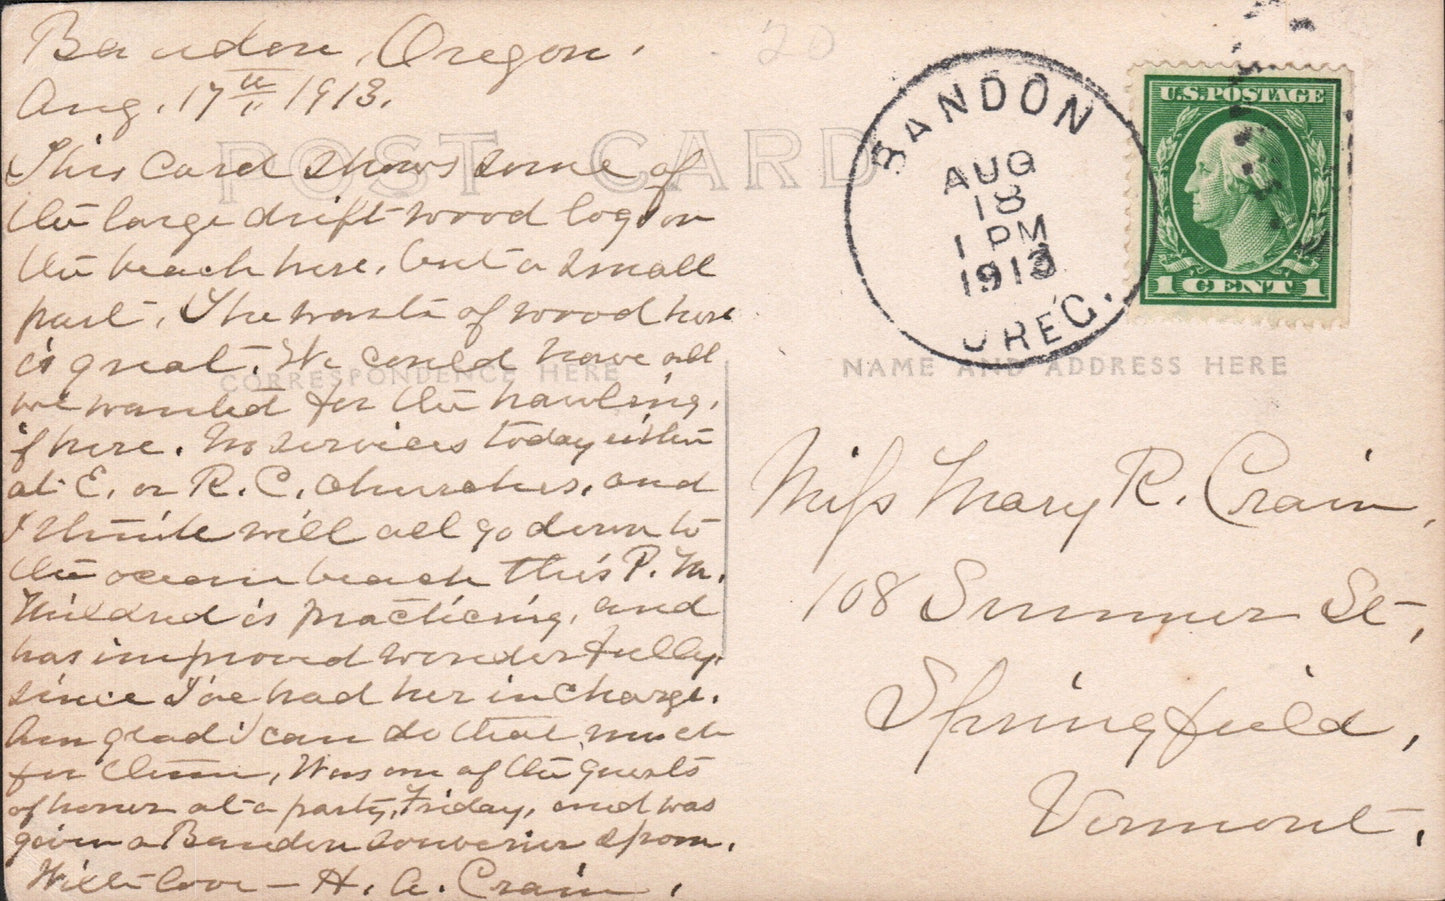 Bandon, Oregon,
Aug. 17th 1913.
POST CARD
This card shows some of
the large drift-wood logs on
the beach here, but a small
part. The waste of wood here
is great. We could have all
we wanted for the hauling,
if here. No services today either
at E. or R. C. churches, and
I think will all go down to
the ocean beach this P. M.
Mildred is practicing, and
has improved wonderfully,
since I've had her in charge.
Am glad I can do that much
for them, Was one of the guests
of honor at a party, Friday, and was
given a Bandon souvenier spoon.
With love — H. A. Crain.
CORRESPONDENCE HERE
20
BANDON
AUG
18
1 PM
1913
OREG.
U.S. POSTAGE
1 CENT 1
NAME AND ADDRESS HERE
Miss Mary R. Crain,
108 Summer St,
Springfield,
Vermont.